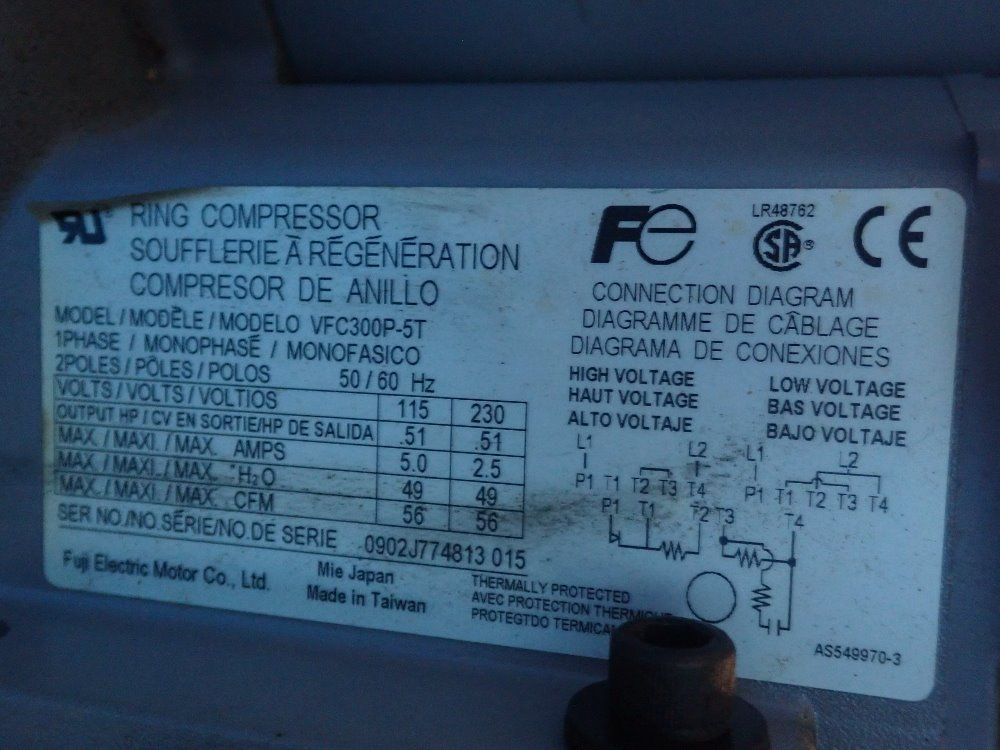 RU ®
RING COMPRESSOR
SOUFFLERIE À RÉGÉNÉRATION
COMPRESOR DE ANILLO
MODEL / MODÈLE / MODELO VFC300P-5T
1PHASE / MONOPHASÉ / MONOFASICO
2POLES / PÔLES / POLOS 50 / 60 Hz
VOLTS / VOLTS / VOLTIOS 115 230
OUTPUT HP / CV EN SORTIE/HP DE SALIDA .51 .51
MAX. / MAXI. / MAX. AMPS 5.0 2.5
MAX. / MAXI. / MAX. "H₂O 49 49
MAX. / MAXI. / MAX. CFM 56 56
SER NO./NO.SÉRIE/NO.DE SERIE 0902J774813 015
Fuji Electric Motor Co., Ltd.
Mie Japan
Made in Taiwan
Fe
LR48762
SA ®
CE
CONNECTION DIAGRAM
DIAGRAMME DE CÂBLAGE
DIAGRAMA DE CONEXIONES
HIGH VOLTAGE
HAUT VOLTAGE
ALTO VOLTAJE
LOW VOLTAGE
BAS VOLTAGE
BAJO VOLTAJE
L1 L2
P1 T1 T2 T3 T4
L1 L2
P1 T1 T2 T3 T4
P1 T1 T2 T3 T4
THERMALLY PROTECTED
AVEC PROTECTION
PROTEGTDO
AS549970-3